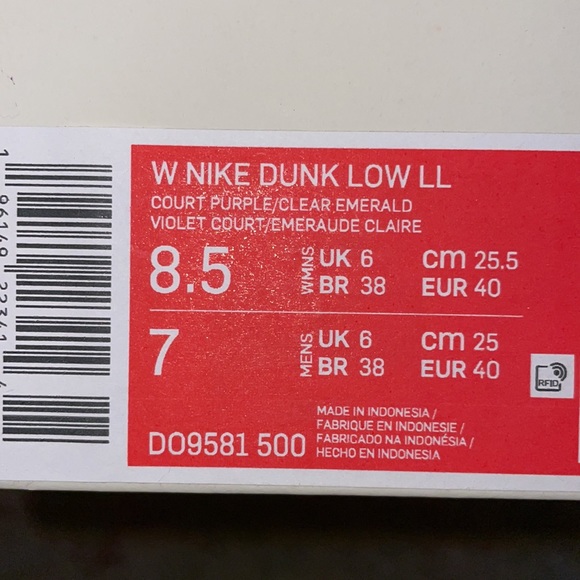 W NIKE DUNK LOW LL
COURT PURPLE/CLEAR EMERALD
VIOLET COURT/EMERAUDE CLAIRE
8.5 WMNS UK 6 cm 25.5
BR 38 EUR 40
7 MENS UK 6 cm 25
BR 38 EUR 40
RFID
DO9581 500
MADE IN INDONESIA /
FABRIQUE EN INDONESIE /
FABRICADO NA INDONÉSIA /
HECHO EN INDONESIA